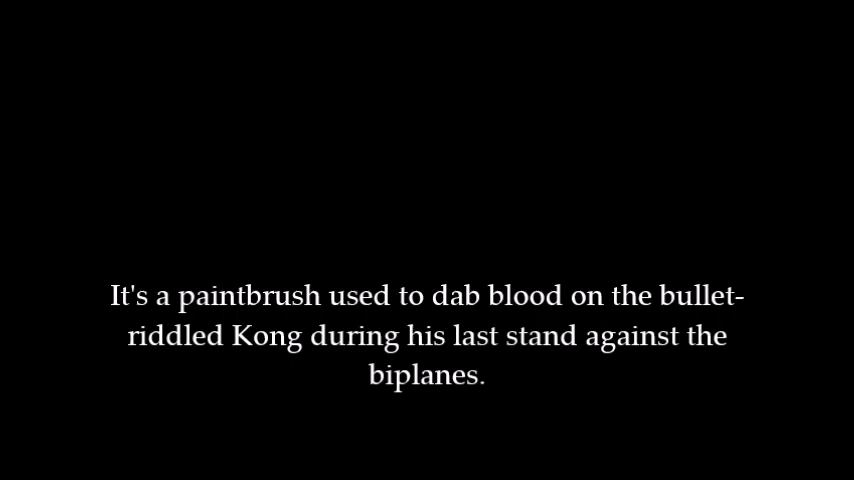 It's a paintbrush used to dab blood on the bullet-
riddled Kong during his last stand against the
biplanes.